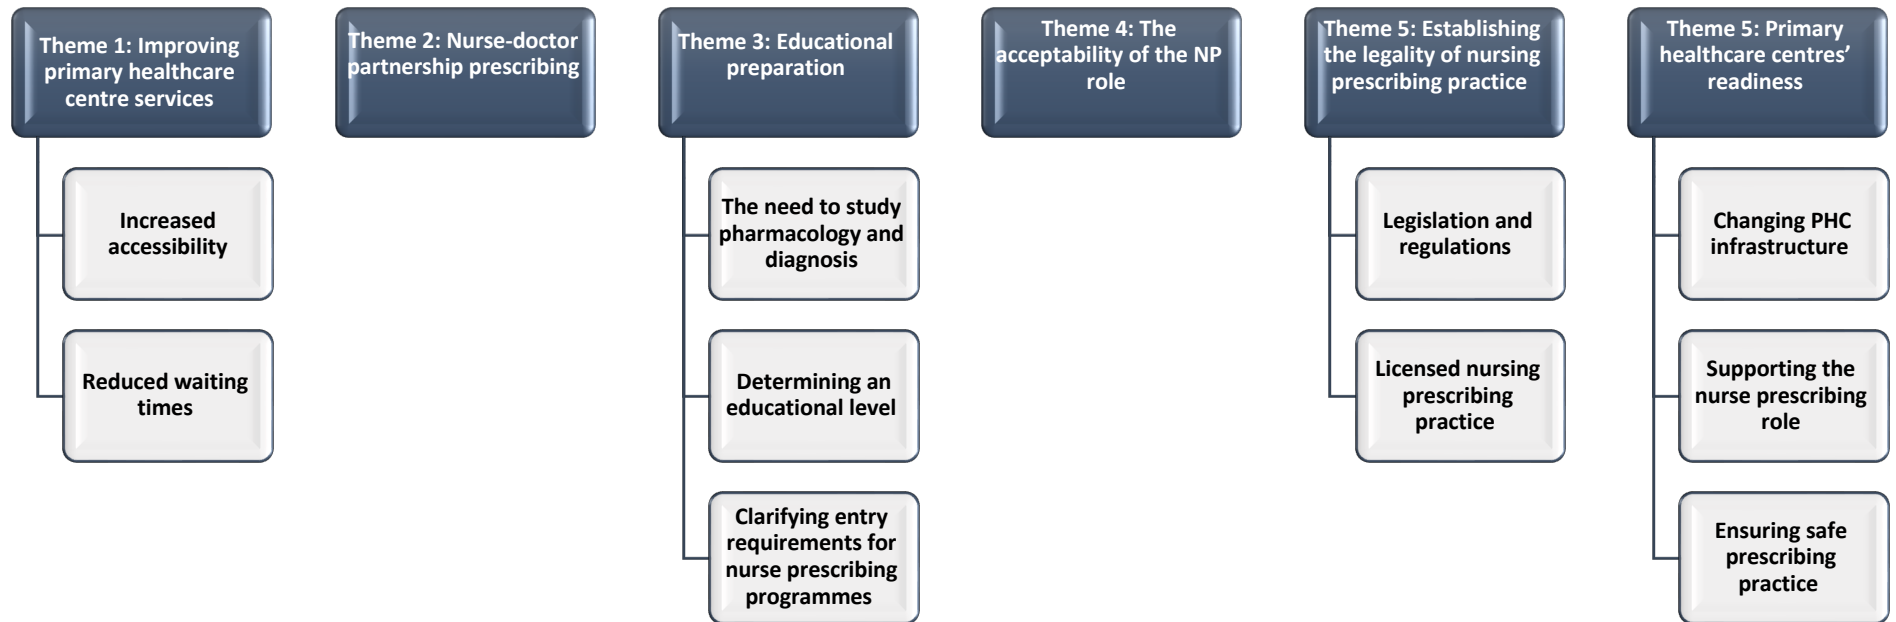 Theme 1: Improving
primary healthcare
centre services
Increased
accessibility
Reduced waiting
times
Theme 2: Nurse-doctor
partnership prescribing
Theme 3: Educational
preparation
The need to study
pharmacology and
diagnosis
Determining an
educational level
Clarifying entry
requirements for
nurse prescribing
programmes
Theme 4: The
acceptability of the NP
role
Theme 5: Establishing
the legality of nursing
prescribing practice
Legislation and
regulations
Licensed nursing
prescribing
practice
Theme 5: Primary
healthcare centres’
readiness
Changing PHC
infrastructure
Supporting the
nurse prescribing
role
Ensuring safe
prescribing
practice